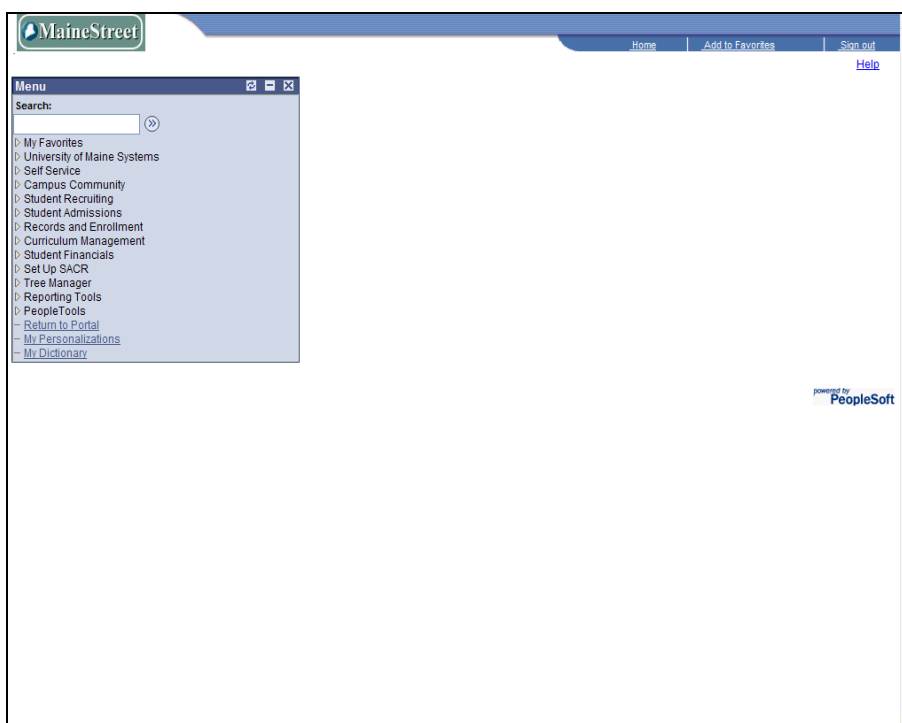 MaineStreet
Home Add to Favorites Sign out
Help
Menu
Search:
My Favorites
University of Maine Systems
Self Service
Campus Community
Student Recruiting
Student Admissions
Records and Enrollment
Curriculum Management
Student Financials
Set Up SACR
Tree Manager
Reporting Tools
PeopleTools
Return to Portal
My Personalizations
My Dictionary
powered by
PeopleSoft